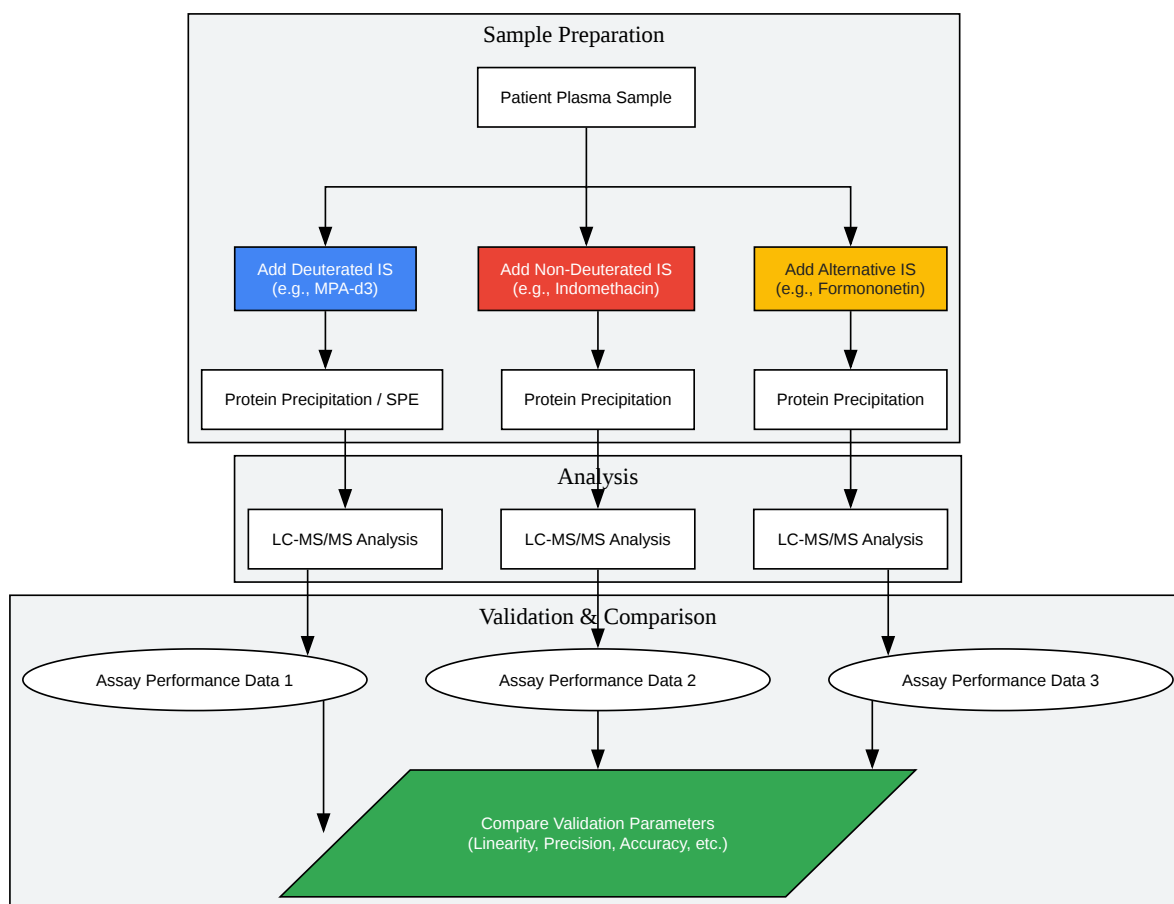 Sample Preparation
Patient Plasma Sample
Add Deuterated IS
(e.g., MPA-d3)
Add Non-Deuterated IS
(e.g., Indomethacin)
Add Alternative IS
(e.g., Formononetin)
Protein Precipitation / SPE
Protein Precipitation
Protein Precipitation
Analysis
LC-MS/MS Analysis
LC-MS/MS Analysis
LC-MS/MS Analysis
Validation & Comparison
Assay Performance Data 1
Assay Performance Data 2
Assay Performance Data 3
Compare Validation Parameters
(Linearity, Precision, Accuracy, etc.)